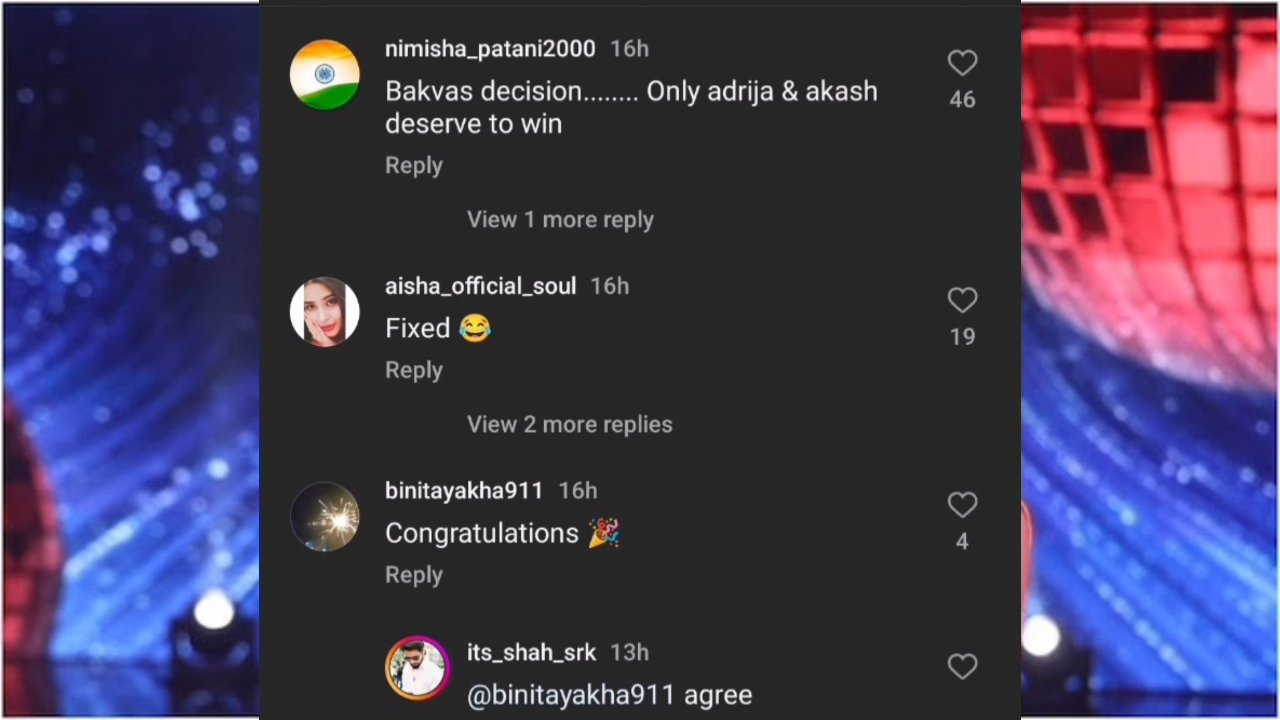 nimisha_patani2000 16h
Bakvas decision........ Only adrija & akash
deserve to win
46
Reply
View 1 more reply
aisha_official_soul 16h
Fixed 😂
19
Reply
View 2 more replies
binitayakha911 16h
Congratulations 🎉
4
Reply
its_shah_srk 13h
@binitayakha911 agree